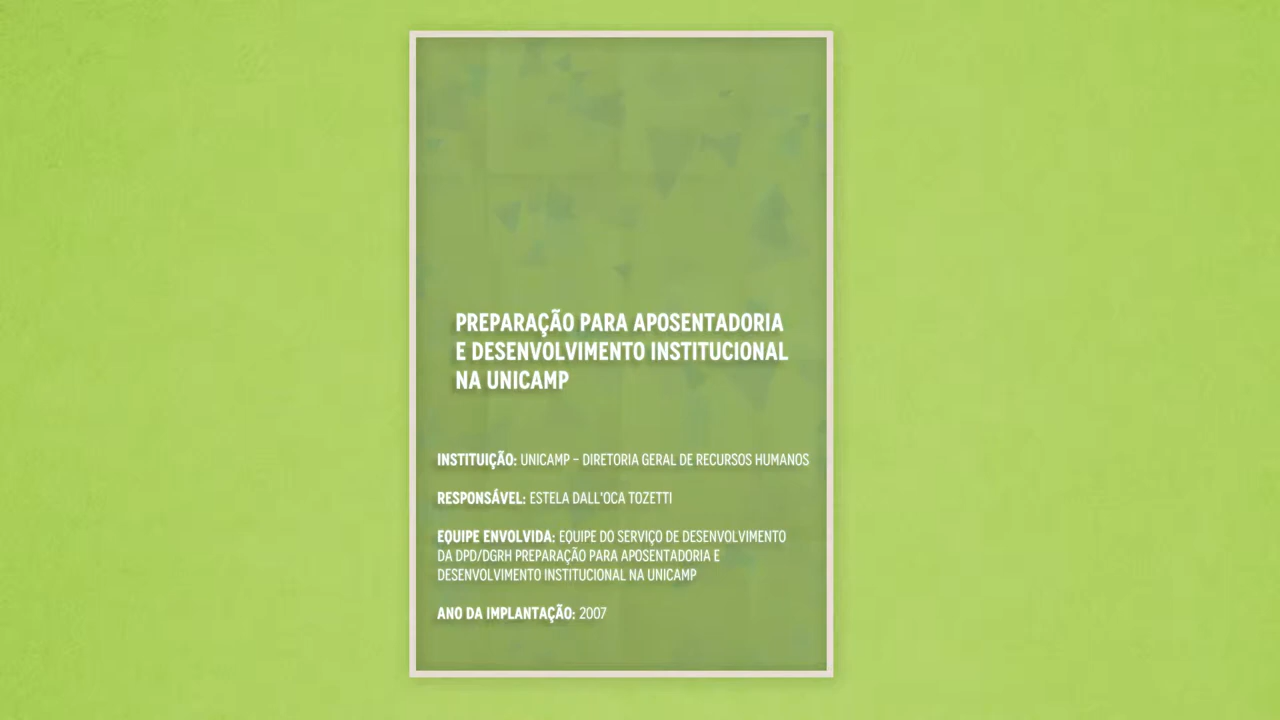 PREPARAÇÃO PARA APOSENTADORIA
E DESENVOLVIMENTO INSTITUCIONAL
NA UNICAMP
INSTITUIÇÃO: UNICAMP – DIRETORIA GERAL DE RECURSOS HUMANOS
RESPONSÁVEL: ESTELA DALL'OCA TOZETTI
EQUIPE ENVOLVIDA: EQUIPE DO SERVIÇO DE DESENVOLVIMENTO
DA DPD/DGRH PREPARAÇÃO PARA APOSENTADORIA E
DESENVOLVIMENTO INSTITUCIONAL NA UNICAMP
ANO DA IMPLANTAÇÃO: 2007